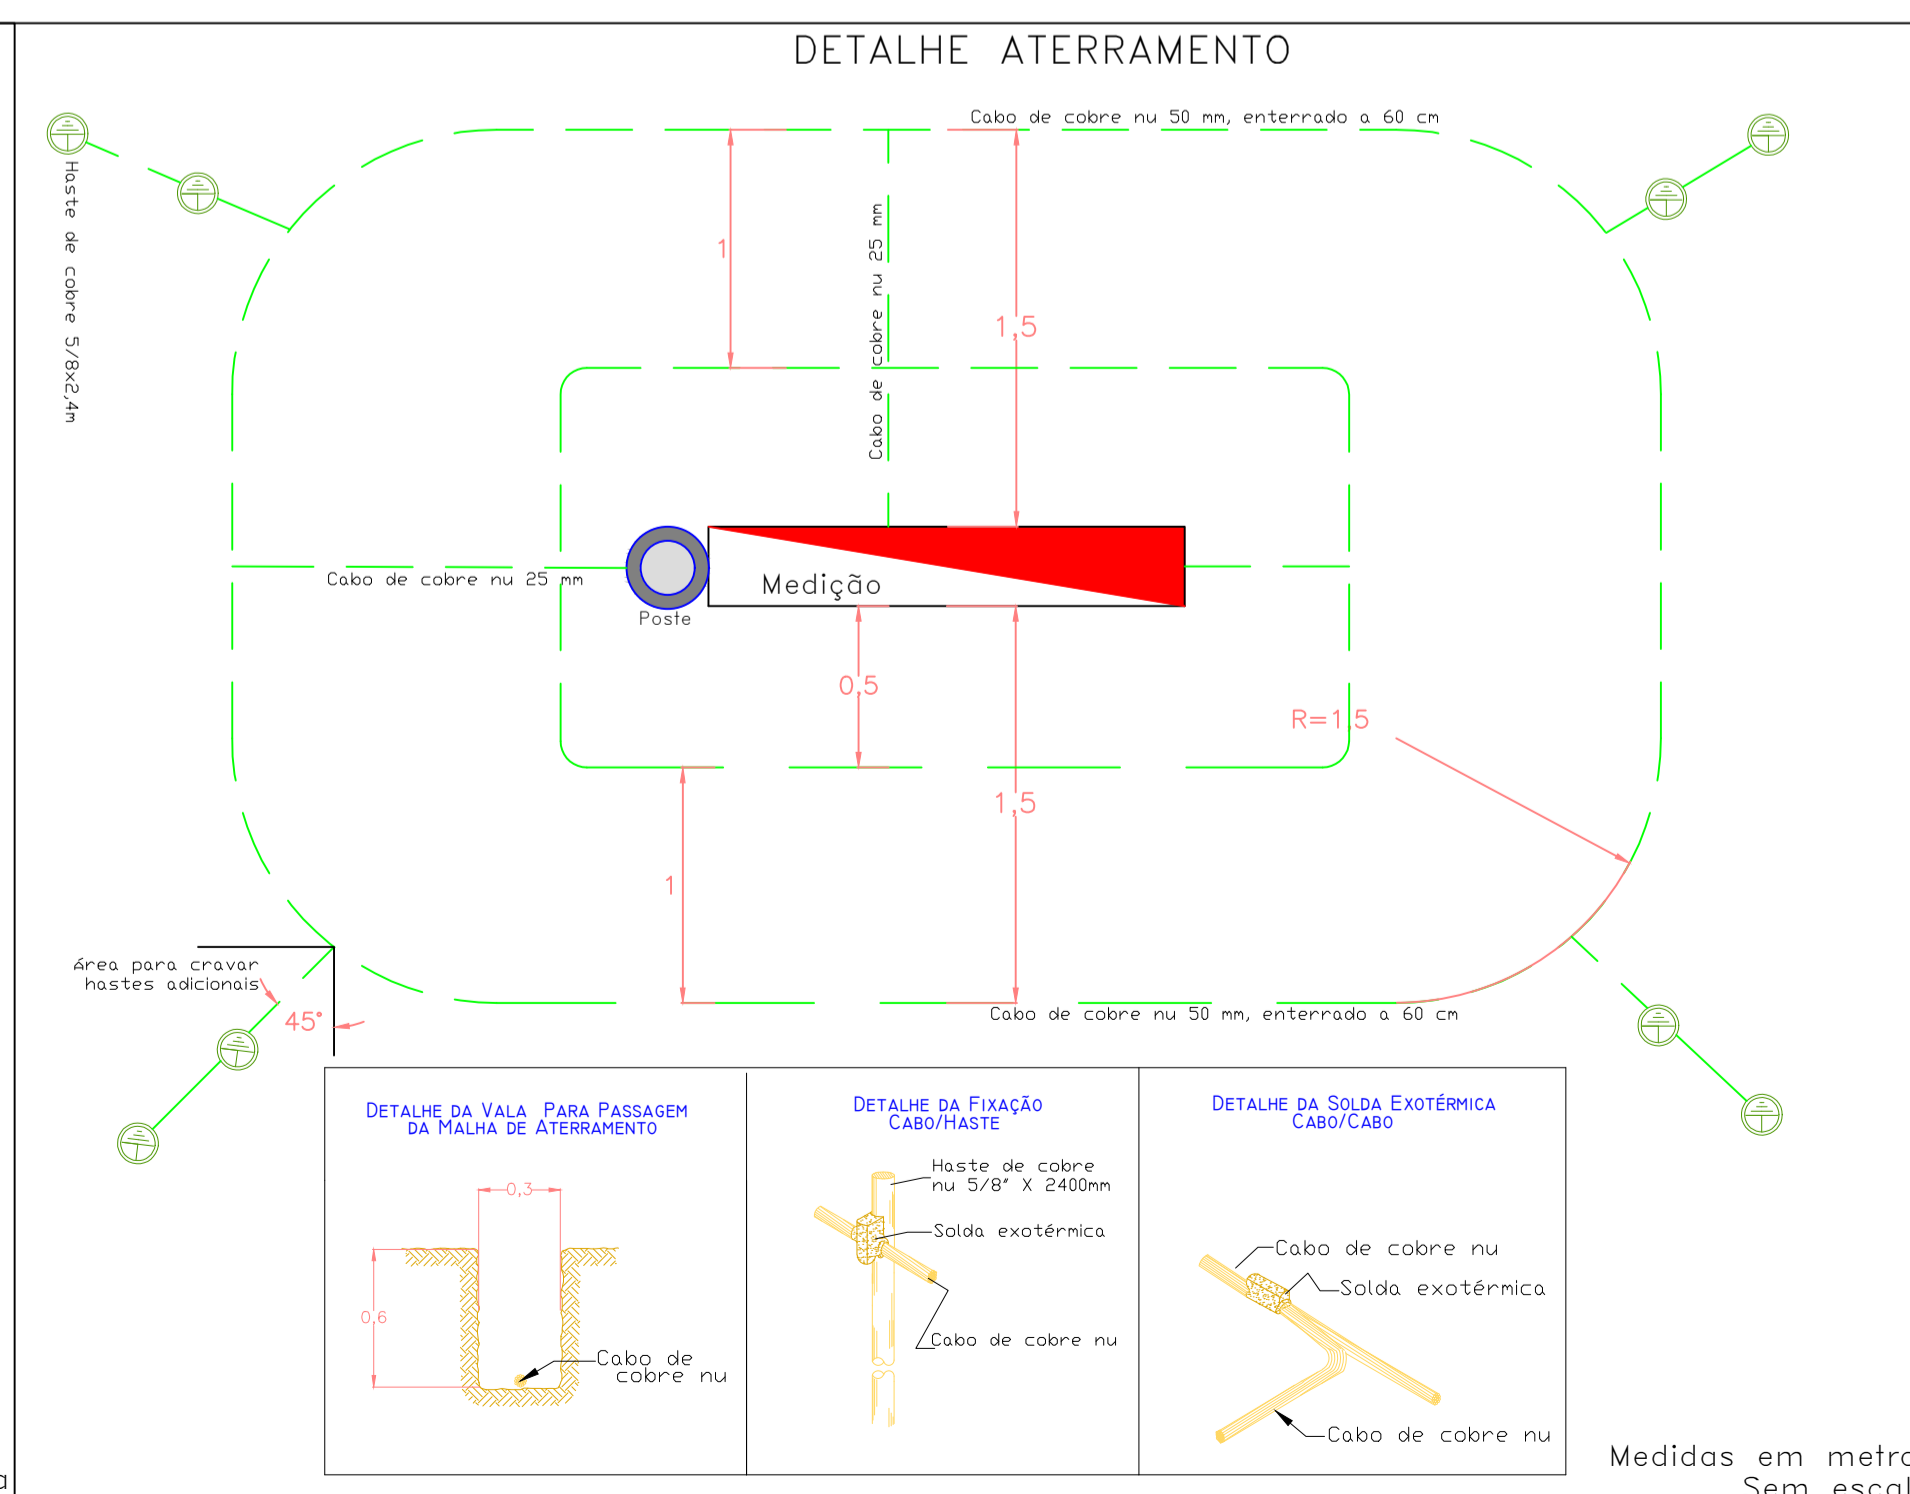 DETALHE ATERRAMENTO
Cabo de cobre nu 50 mm, enterrado a 60 cm
Haste de cobre 5/8x2,4m
Cabo de cobre nu 25 mm
1
1,5
Cabo de cobre nu 25 mm
Medição
Poste
0,5
R=1,5
1,5
1
Área para cravar
hastes adicionais
45°
Cabo de cobre nu 50 mm, enterrado a 60 cm
DETALHE DA VALA PARA PASSAGEM
DA MALHA DE ATERRAMENTO
0,3
0,6
Cabo de
cobre nu
DETALHE DA FIXAÇÃO
CABO/HASTE
Haste de cobre
nu 5/8" X 2400mm
Solda exotérmica
Cabo de cobre nu
DETALHE DA SOLDA EXOTÉRMICA
CABO/CABO
Cabo de cobre nu
Solda exotérmica
Cabo de cobre nu
Medidas em metro
Sem escal
a